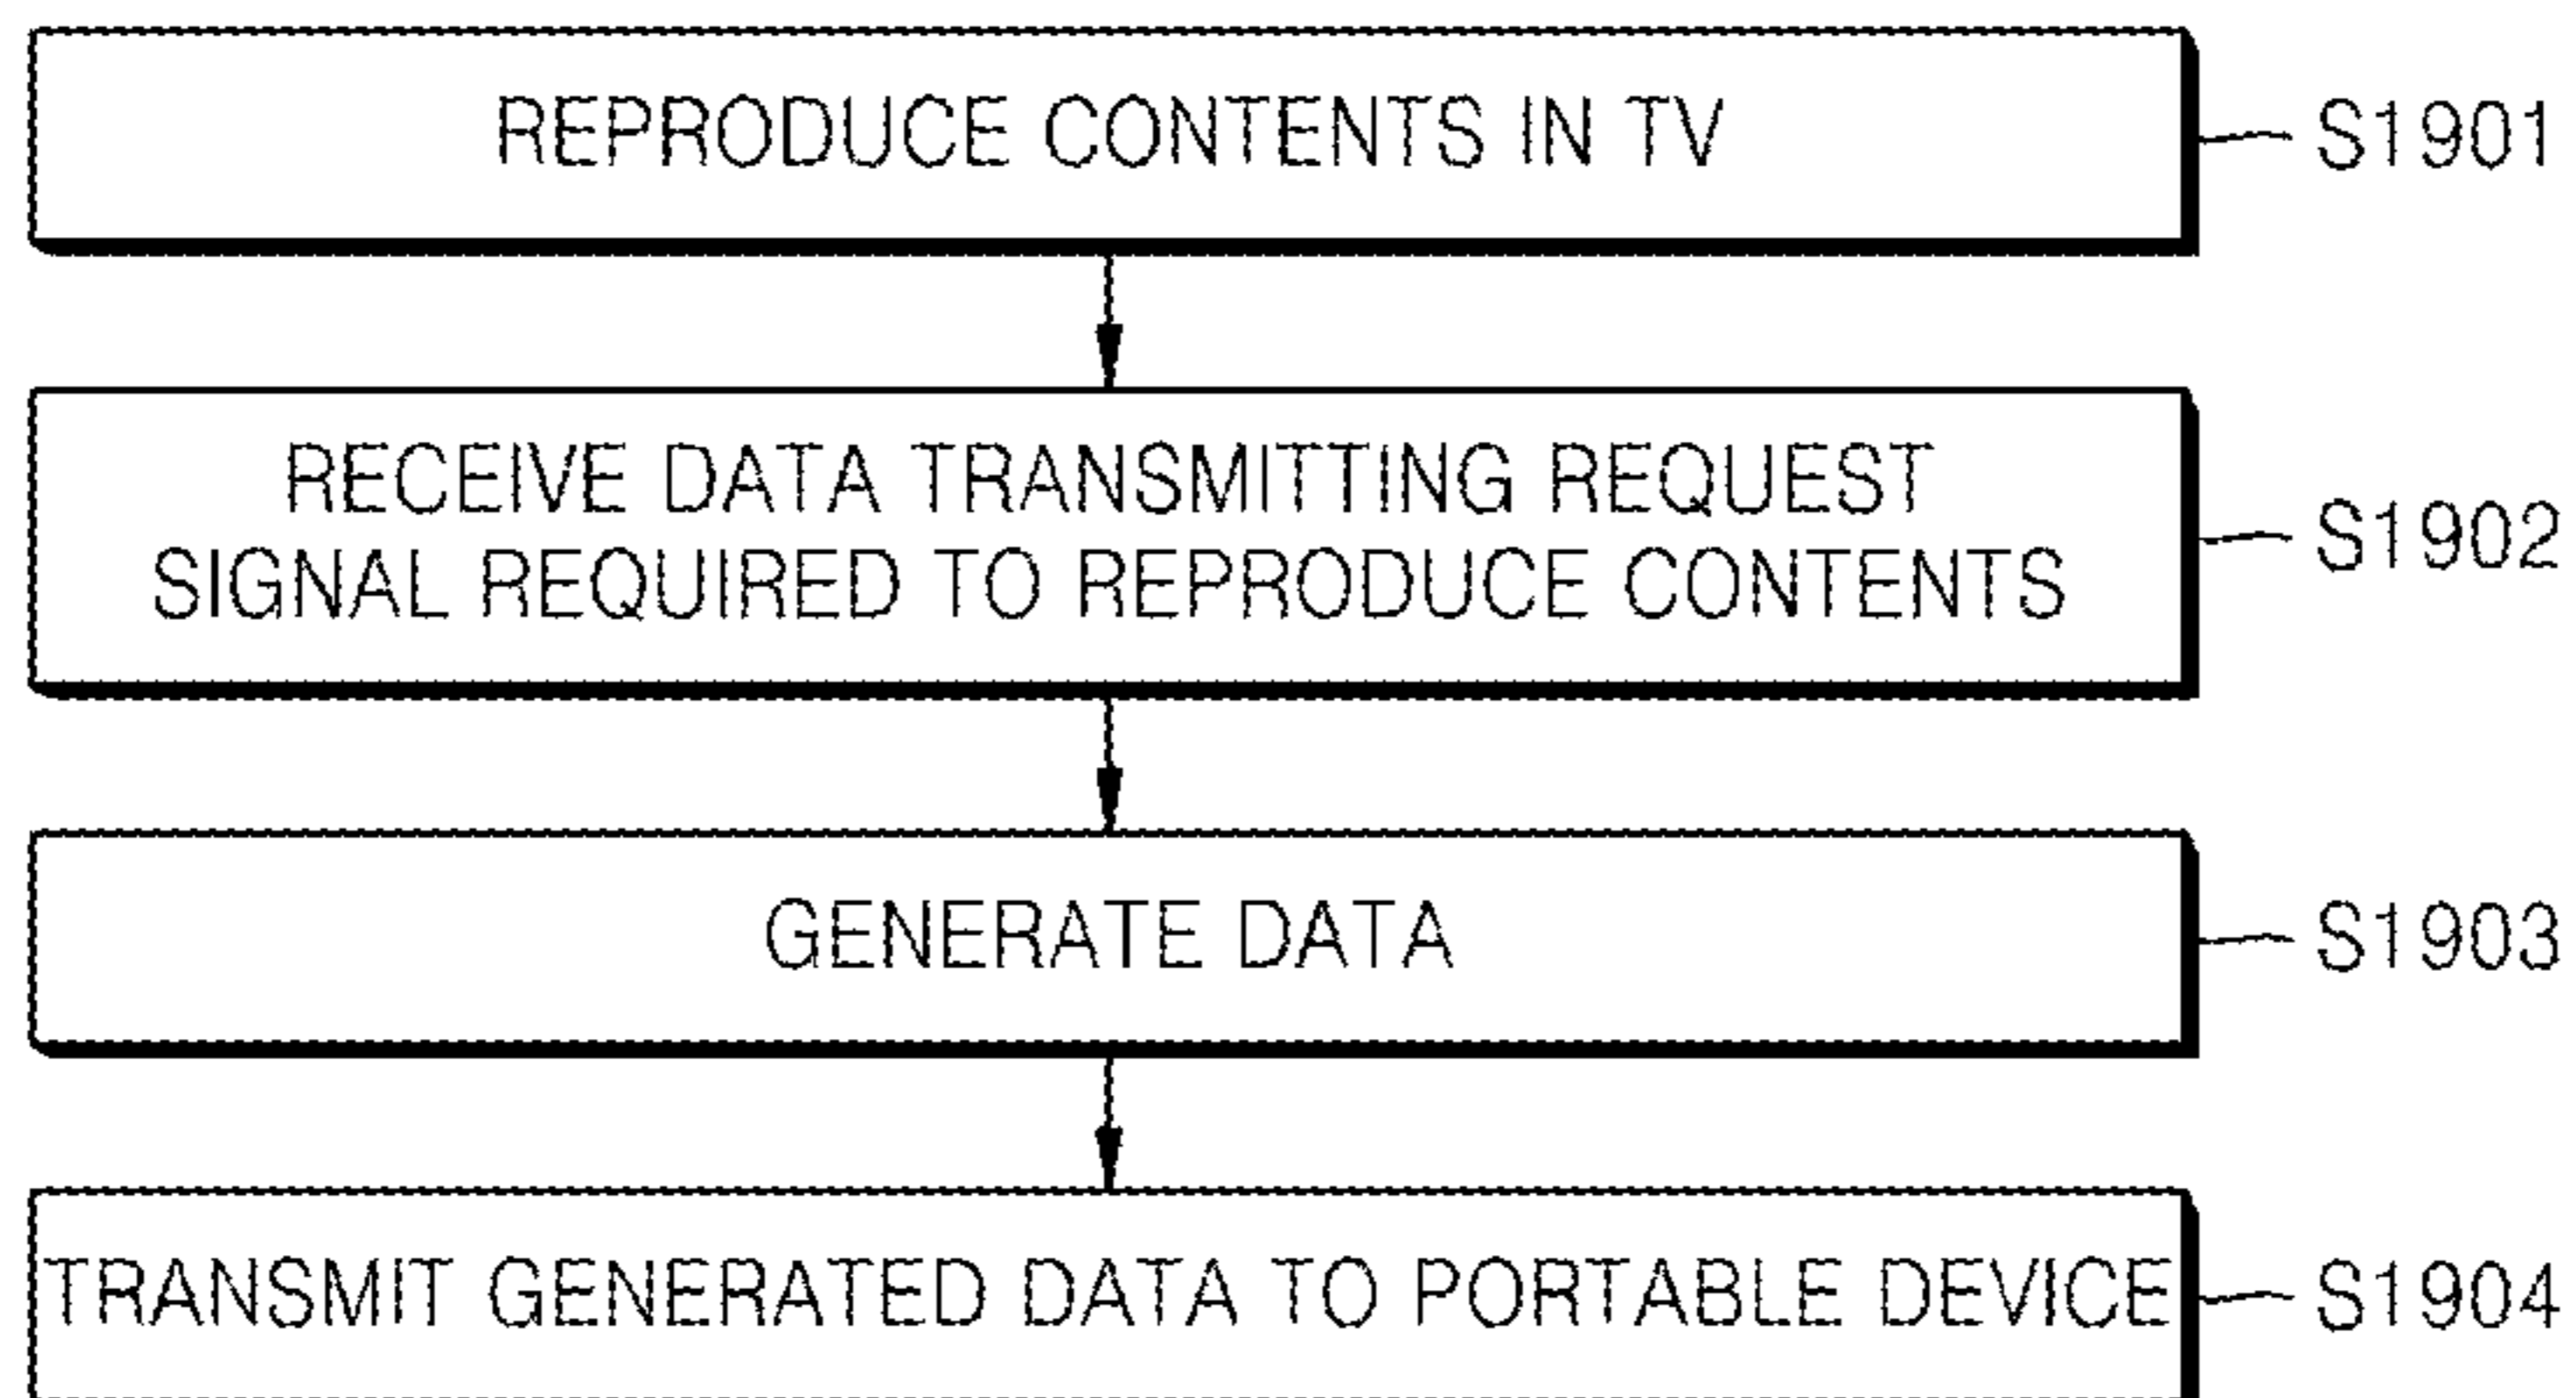 REPRODUCE CONTENTS IN TV
S1901
RECEIVE DATA TRANSMITTING REQUEST
SIGNAL REQUIRED TO REPRODUCE CONTENTS
S1902
GENERATE DATA
S1903
TRANSMIT GENERATED DATA TO PORTABLE DEVICE
S1904